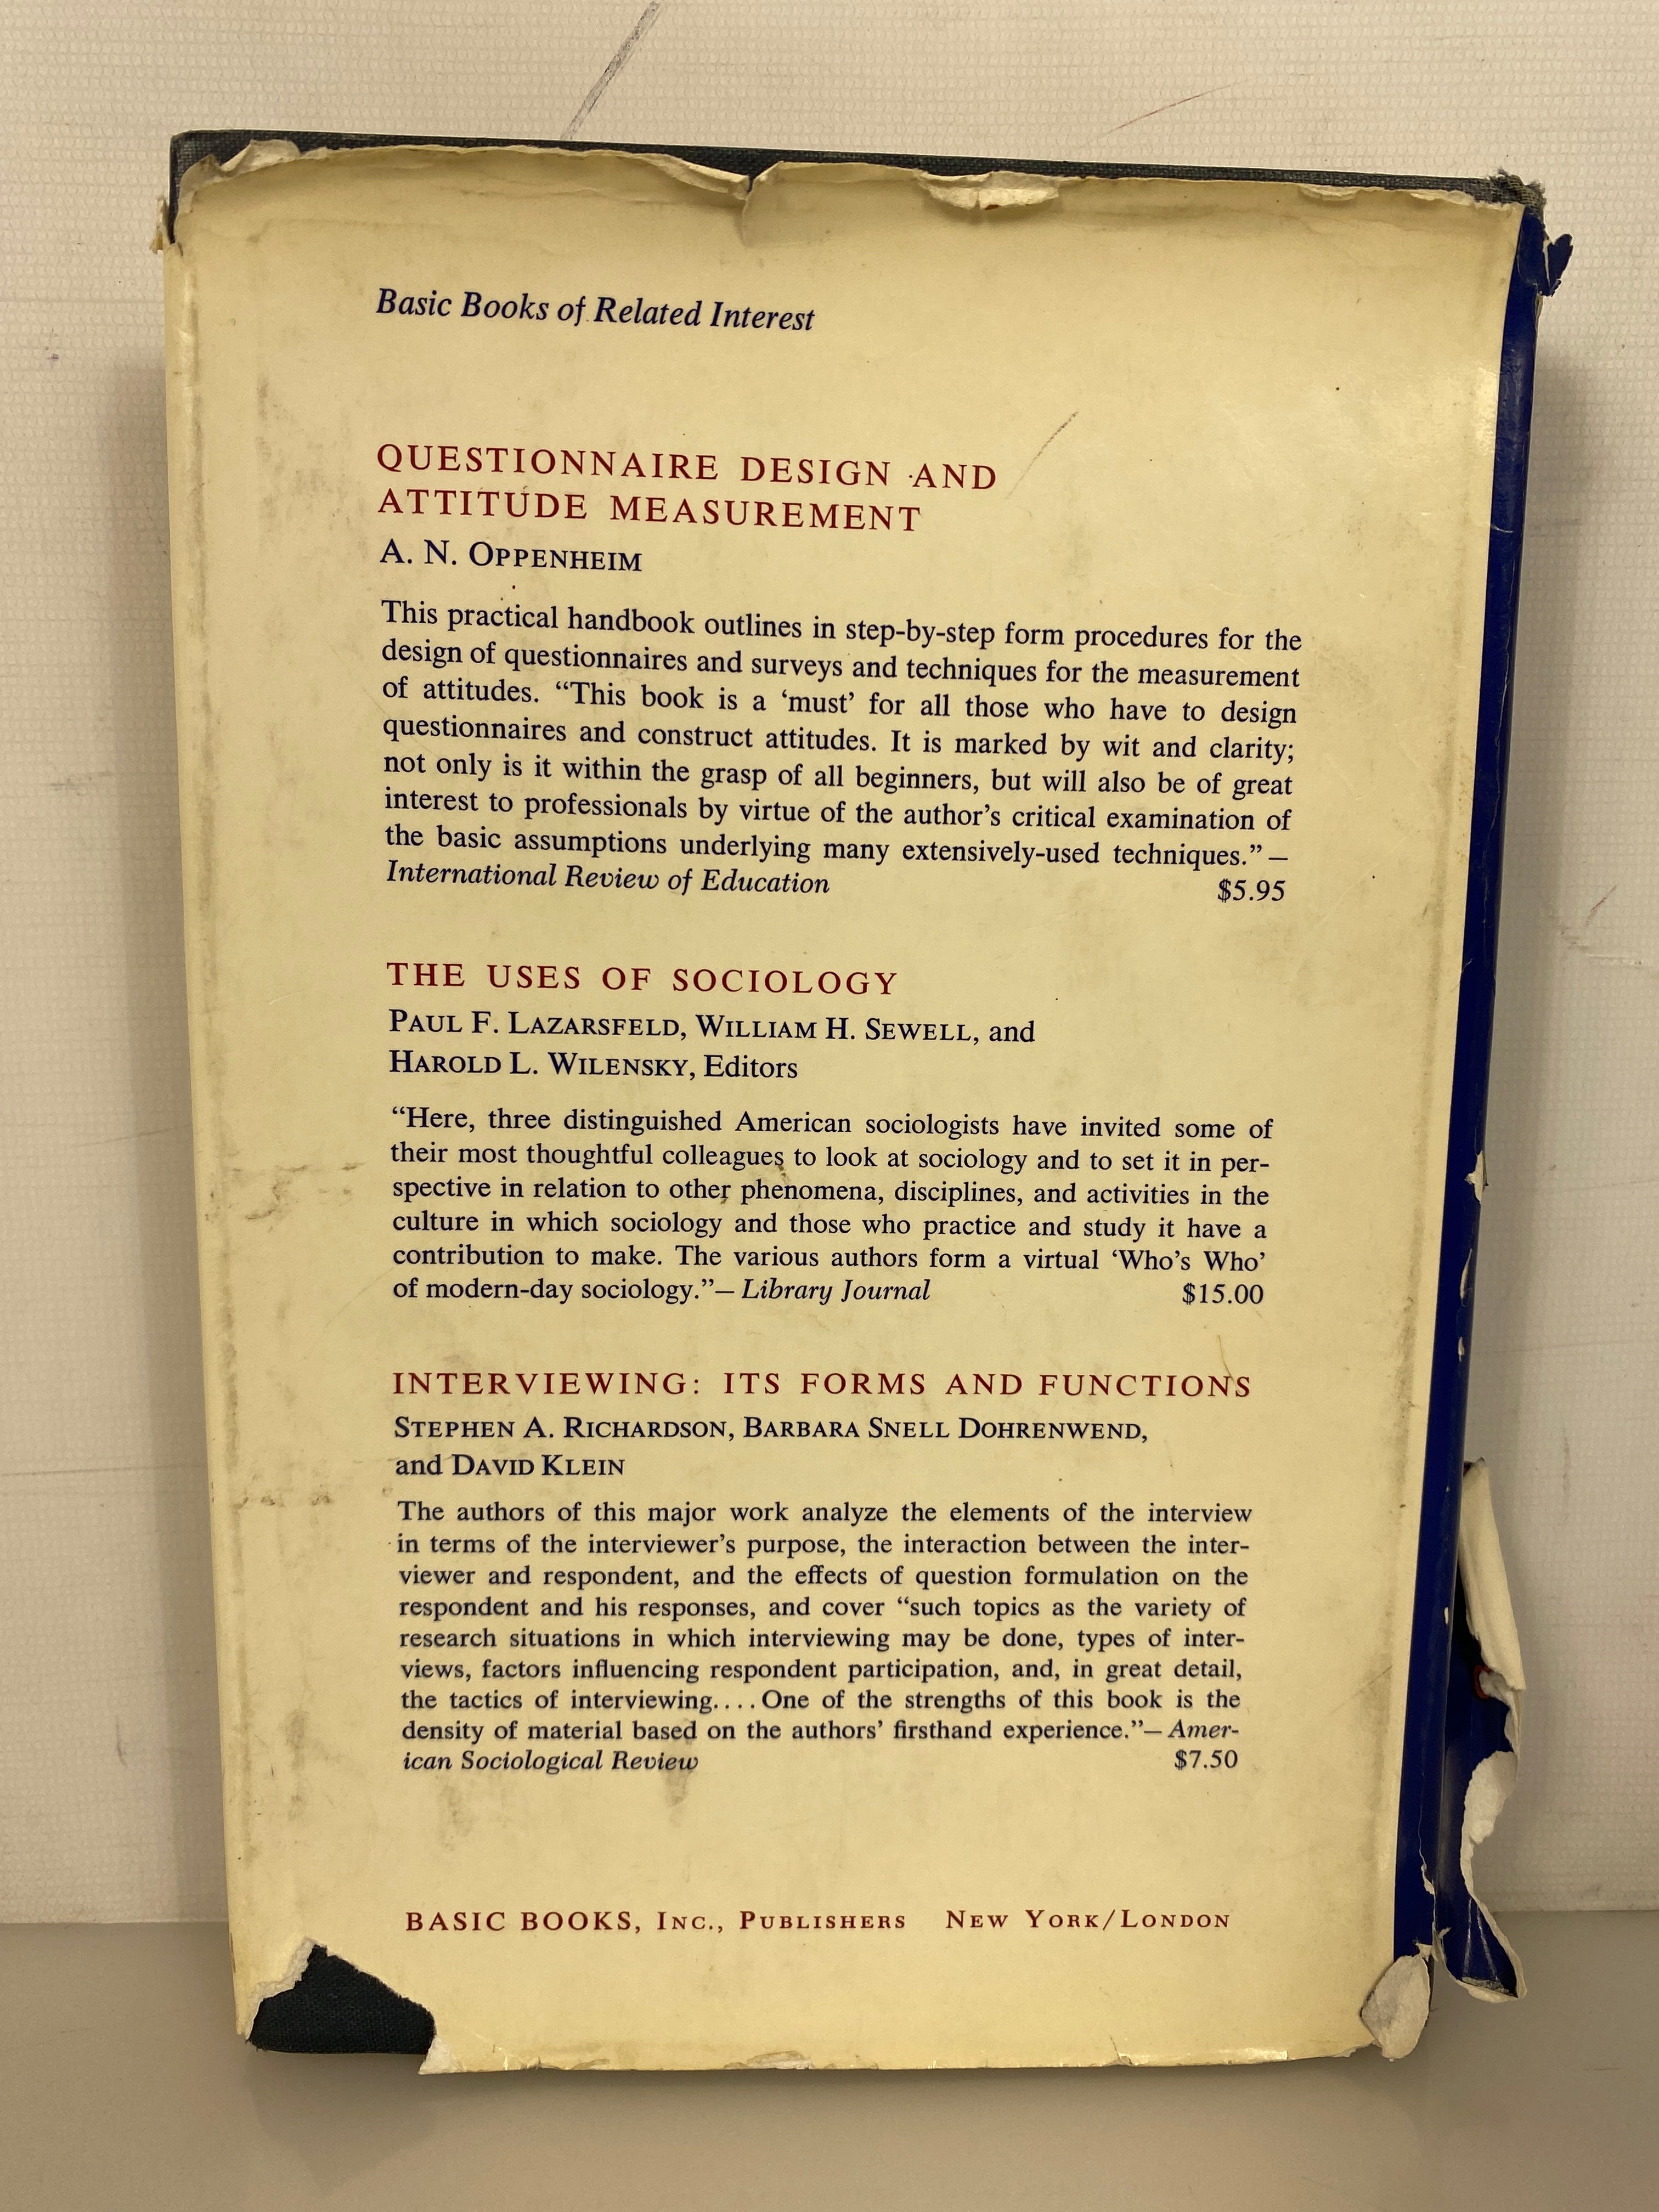 Basic Books of Related Interest
QUESTIONNAIRE DESIGN AND
ATTITUDE MEASUREMENT
A. N. OPPENHEIM
This practical handbook outlines in step-by-step form procedures for the
design of questionnaires and surveys and techniques for the measurement
of attitudes. “This book is a ‘must’ for all those who have to design
questionnaires and construct attitudes. It is marked by wit and clarity;
not only is it within the grasp of all beginners, but will also be of great
interest to professionals by virtue of the author’s critical examination of
the basic assumptions underlying many extensively-used techniques.”—
International Review of Education $5.95
THE USES OF SOCIOLOGY
PAUL F. LAZARSFELD, WILLIAM H. SEWELL, and
HAROLD L. WILENSKY, Editors
“Here, three distinguished American sociologists have invited some of
their most thoughtful colleagues to look at sociology and to set it in per-
spective in relation to other phenomena, disciplines, and activities in the
culture in which sociology and those who practice and study it have a
contribution to make. The various authors form a virtual ‘Who’s Who’
of modern-day sociology.”—Library Journal $15.00
INTERVIEWING: ITS FORMS AND FUNCTIONS
STEPHEN A. RICHARDSON, BARBARA SNELL DOHRENWEND,
and DAVID KLEIN
The authors of this major work analyze the elements of the interview
in terms of the interviewer’s purpose, the interaction between the inter-
viewer and respondent, and the effects of question formulation on the
respondent and his responses, and cover “such topics as the variety of
research situations in which interviewing may be done, types of inter-
views, factors influencing respondent participation, and, in great detail,
the tactics of interviewing.... One of the strengths of this book is the
density of material based on the authors’ firsthand experience.”—Amer-
ican Sociological Review $7.50
BASIC BOOKS, INC., PUBLISHERS NEW YORK/LONDON